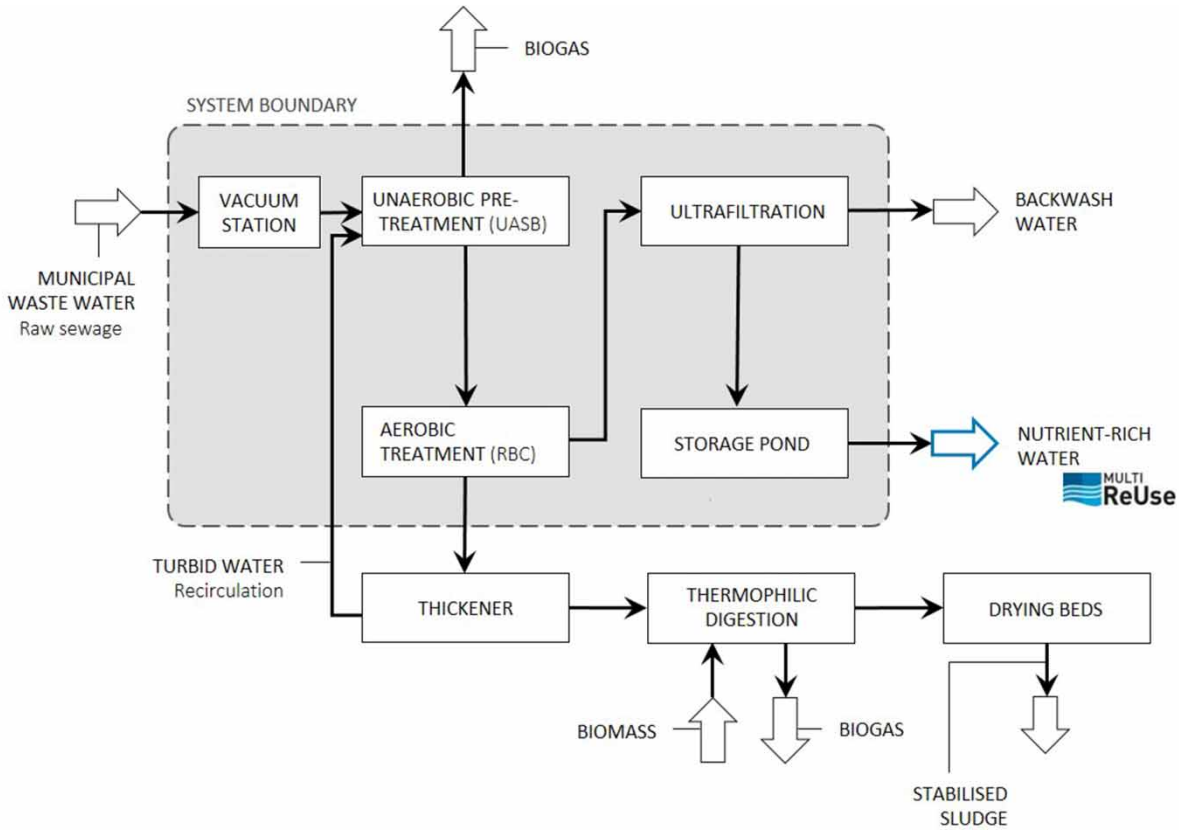 BIOGAS
SYSTEM BOUNDARY
VACUUM
STATION
UNAEROBIC PRE-
TREATMENT (UASB)
ULTRAFILTRATION
BACKWASH
WATER
MUNICIPAL
WASTE WATER
Raw sewage
AEROBIC
TREATMENT (RBC)
STORAGE POND
NUTRIENT-RICH
WATER
MULTI
ReUse
TURBID WATER
Recirculation
THICKENER
THERMOPHILIC
DIGESTION
DRYING BEDS
BIOMASS
BIOGAS
STABILISED
SLUDGE